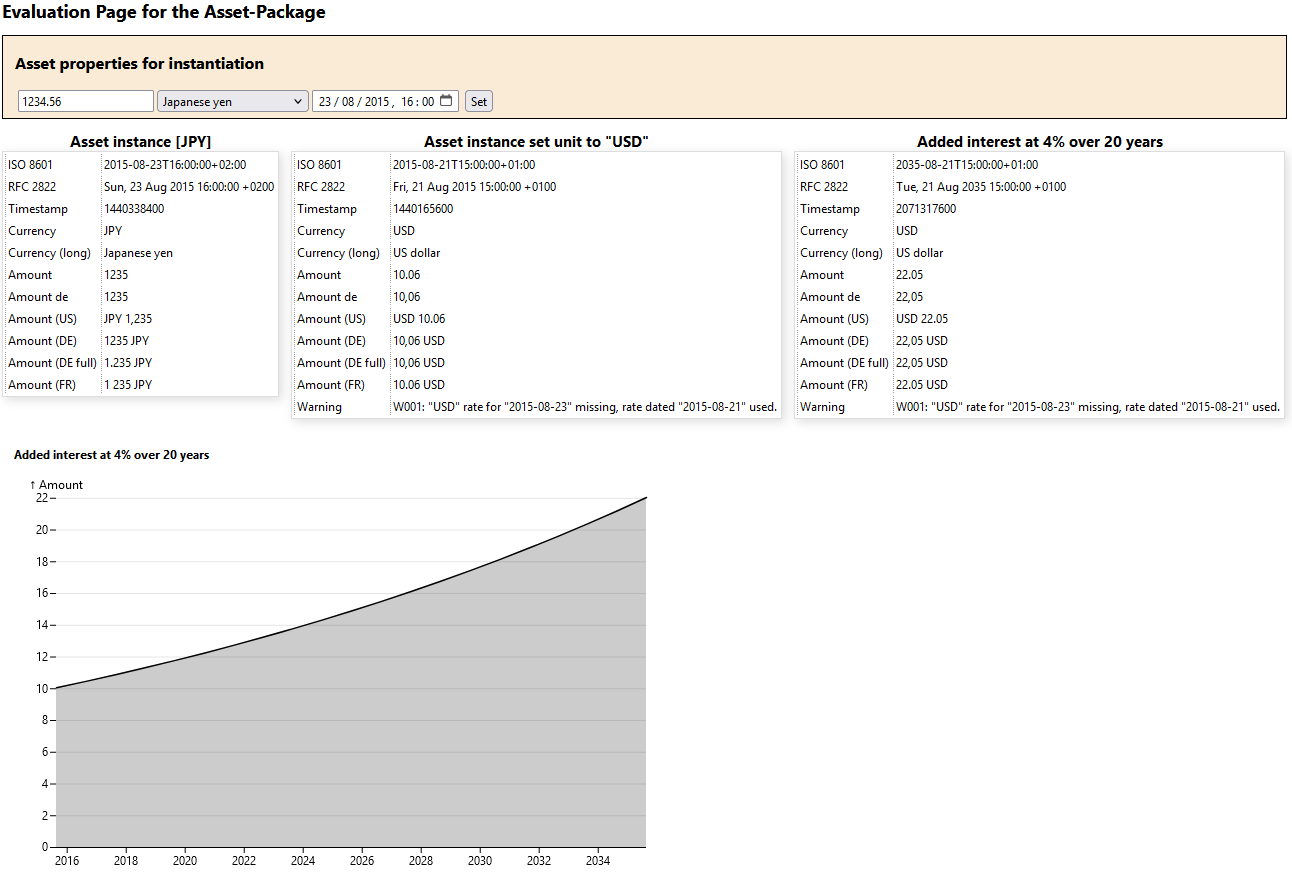 Evaluation Page for the Asset-Package
Asset properties for instantiation
1234.56 Japanese yen 23 / 08 / 2015 , 16 : 00 Set
Asset instance [JPY]
ISO 8601 2015-08-23T16:00:00+02:00
RFC 2822 Sun, 23 Aug 2015 16:00:00 +0200
Timestamp 1440338400
Currency JPY
Currency (long) Japanese yen
Amount 1235
Amount de 1235
Amount (US) JPY 1,235
Amount (DE) 1235 JPY
Amount (DE full) 1.235 JPY
Amount (FR) 1 235 JPY
Asset instance set unit to "USD"
ISO 8601 2015-08-21T15:00:00+01:00
RFC 2822 Fri, 21 Aug 2015 15:00:00 +0100
Timestamp 1440165600
Currency USD
Currency (long) US dollar
Amount 10.06
Amount de 10,06
Amount (US) USD 10.06
Amount (DE) 10,06 USD
Amount (DE full) 10,06 USD
Amount (FR) 10.06 USD
Warning W001: "USD" rate for "2015-08-23" missing, rate dated "2015-08-21" used.
Added interest at 4% over 20 years
ISO 8601 2035-08-21T15:00:00+01:00
RFC 2822 Tue, 21 Aug 2035 15:00:00 +0100
Timestamp 2071317600
Currency USD
Currency (long) US dollar
Amount 22.05
Amount de 22,05
Amount (US) USD 22.05
Amount (DE) 22,05 USD
Amount (DE full) 22,05 USD
Amount (FR) 22.05 USD
Warning W001: "USD" rate for "2015-08-23" missing, rate dated "2015-08-21" used.
Added interest at 4% over 20 years
↑ Amount
22
20
18
16
14
12
10
8
6
4
2
0
2016 2018 2020 2022 2024 2026 2028 2030 2032 2034